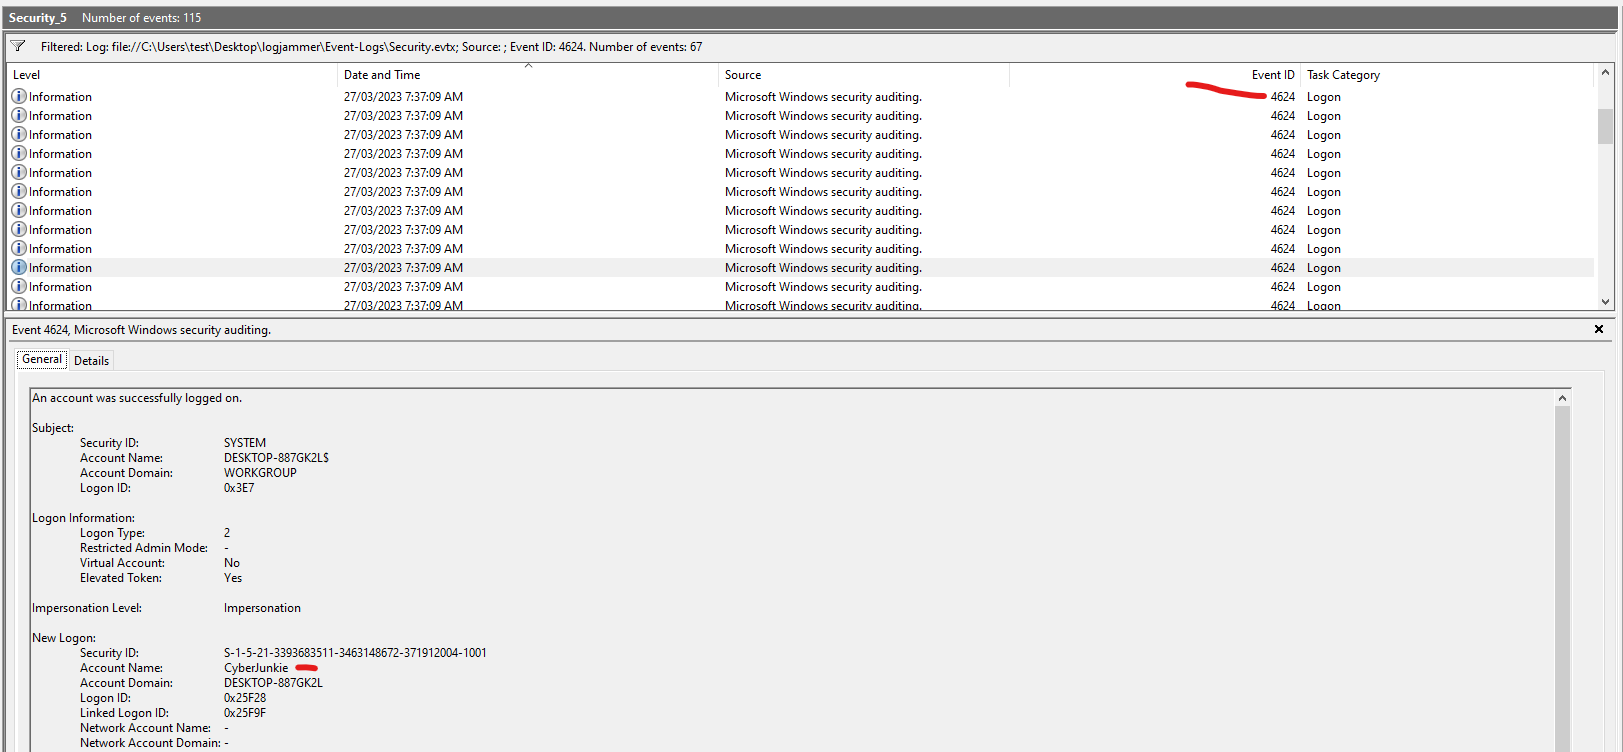 Security_5 Number of events: 115
Filtered: Log: file://C:\Users\test\Desktop\logjammer\Event-Logs\Security.evtx; Source: ; Event ID: 4624. Number of events: 67
Level Date and Time Source Event ID Task Category
Information 27/03/2023 7:37:09 AM Microsoft Windows security auditing. 4624 Logon
Information 27/03/2023 7:37:09 AM Microsoft Windows security auditing. 4624 Logon
Information 27/03/2023 7:37:09 AM Microsoft Windows security auditing. 4624 Logon
Information 27/03/2023 7:37:09 AM Microsoft Windows security auditing. 4624 Logon
Information 27/03/2023 7:37:09 AM Microsoft Windows security auditing. 4624 Logon
Information 27/03/2023 7:37:09 AM Microsoft Windows security auditing. 4624 Logon
Information 27/03/2023 7:37:09 AM Microsoft Windows security auditing. 4624 Logon
Information 27/03/2023 7:37:09 AM Microsoft Windows security auditing. 4624 Logon
Information 27/03/2023 7:37:09 AM Microsoft Windows security auditing. 4624 Logon
Information 27/03/2023 7:37:09 AM Microsoft Windows security auditing. 4624 Logon
Information 27/03/2023 7:37:09 AM Microsoft Windows security auditing. 4624 Logon
Information 27/03/2023 7:37:09 AM Microsoft Windows security auditing. 4624 Logon
Event 4624, Microsoft Windows security auditing.
General Details
An account was successfully logged on.
Subject:
Security ID: SYSTEM
Account Name: DESKTOP-887GK2L$
Account Domain: WORKGROUP
Logon ID: 0x3E7
Logon Information:
Logon Type: 2
Restricted Admin Mode: -
Virtual Account: No
Elevated Token: Yes
Impersonation Level: Impersonation
New Logon:
Security ID: S-1-5-21-3393683511-3463148672-371912004-1001
Account Name: CyberJunkie
Account Domain: DESKTOP-887GK2L
Logon ID: 0x25F28
Linked Logon ID: 0x25F9F
Network Account Name: -
Network Account Domain: -